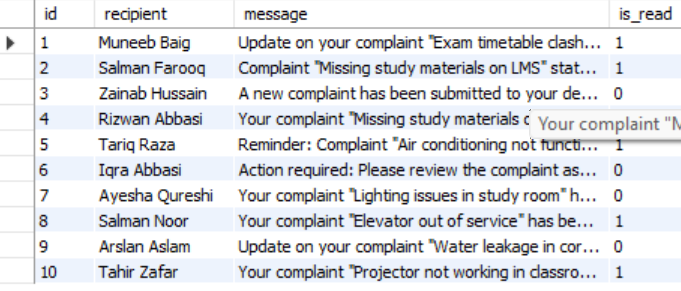 id recipient message is_read
1 Muneeb Baig Update on your complaint "Exam timetable clash... 1
2 Salman Farooq Complaint "Missing study materials on LMS" stat... 1
3 Zainab Hussain A new complaint has been submitted to your de... 0
4 Rizwan Abbasi Your complaint "Missing study materials
Your complaint "M
5 Tariq Raza Reminder: Complaint "Air conditioning not functi... 1
6 Iqra Abbasi Action required: Please review the complaint as... 0
7 Ayesha Qureshi Your complaint "Lighting issues in study room" h... 0
8 Salman Noor Your complaint "Elevator out of service" has be... 1
9 Arslan Aslam Update on your complaint "Water leakage in cor... 0
10 Tahir Zafar Your complaint "Projector not working in classro... 1